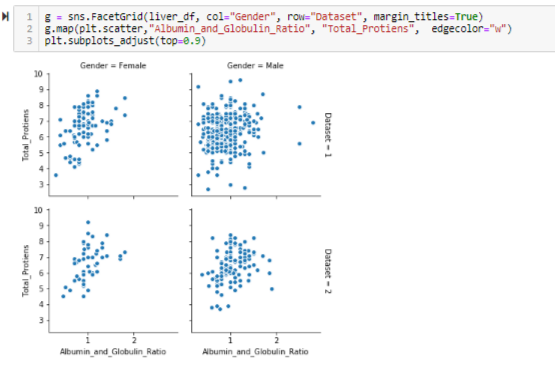 1 g = sns.FacetGrid(liver_df, col="Gender", row="Dataset", margin_titles=True)
2 g.map(plt.scatter,"Albumin_and_Globulin_Ratio", "Total_Protiens", edgecolor="w")
3 plt.subplots_adjust(top=0.9)
Gender = Female
Gender = Male
10
9
8
7
6
5
4
3
Total_Protiens
Dataset = 1
10
9
8
7
6
5
4
3
Total_Protiens
Dataset = 2
1 2
1 2
Albumin_and_Globulin_Ratio
Albumin_and_Globulin_Ratio